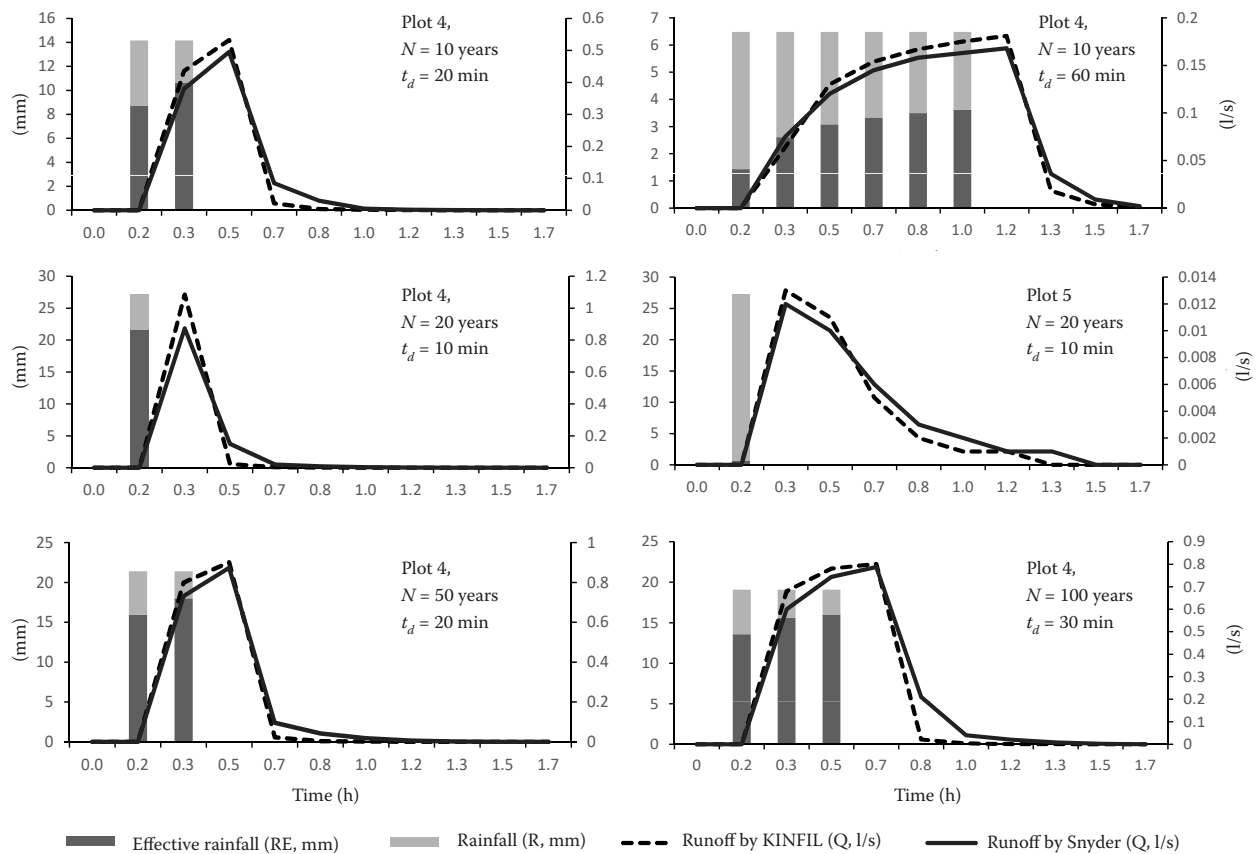 16
14
12
10
8
6
4
2
0
(mm)
0.6
0.5
0.4
0.3
0.2
0.1
0
Plot 4,
N = 10 years
t_d = 20 min
0.0 0.2 0.3 0.5 0.7 0.8 1.0 1.2 1.3 1.5 1.7
7
6
5
4
3
2
1
0
0.2
0.15
0.1
0.05
0
(l/s)
Plot 4,
N = 10 years
t_d = 60 min
0.0 0.2 0.3 0.5 0.7 0.8 1.0 1.2 1.3 1.5 1.7
30
25
20
15
10
5
0
(mm)
1.2
1
0.8
0.6
0.4
0.2
0
Plot 4,
N = 20 years
t_d = 10 min
0.0 0.2 0.3 0.5 0.7 0.8 1.0 1.2 1.3 1.5 1.7
30
25
20
15
10
5
0
0.014
0.012
0.01
0.008
0.006
0.004
0.002
0
(l/s)
Plot 5
N = 20 years
t_d = 10 min
0.0 0.2 0.3 0.5 0.7 0.8 1.0 1.2 1.3 1.5 1.7
25
20
15
10
5
0
(mm)
1
0.8
0.6
0.4
0.2
0
Plot 4,
N = 50 years
t_d = 20 min
0.0 0.2 0.3 0.5 0.7 0.8 1.0 1.2 1.3 1.5 1.7
Time (h)
25
20
15
10
5
0
0.9
0.8
0.7
0.6
0.5
0.4
0.3
0.2
0.1
0
(l/s)
Plot 4,
N = 100 years
t_d = 30 min
0 0.2 0.3 0.5 0.7 0.8 1.0 1.2 1.3 1.5 1.7
Time (h)
Effective rainfall (RE, mm) Rainfall (R, mm) Runoff by KINFIL (Q, l/s) Runoff by Snyder (Q, l/s)